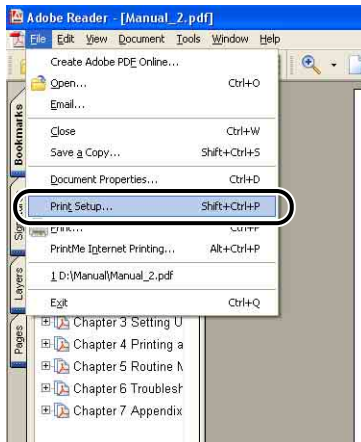 Adobe Reader - [Manual_2.pdf]
File Edit View Document Tools Window Help
Create Adobe PDF Online...
Open... Ctrl+O
Email...
Close Ctrl+W
Save a Copy... Shift+Ctrl+S
Document Properties... Ctrl+D
Print Setup... Shift+Ctrl+P
Print... Ctrl+P
PrintMe Internet Printing... Alt+Ctrl+P
1 D:\Manual\Manual_2.pdf
Exit Ctrl+Q
Bookmarks
Layers
Pages
Chapter 3 Setting U
Chapter 4 Printing a
Chapter 5 Routine
Chapter 6 Troublesh
Chapter 7 Appendix